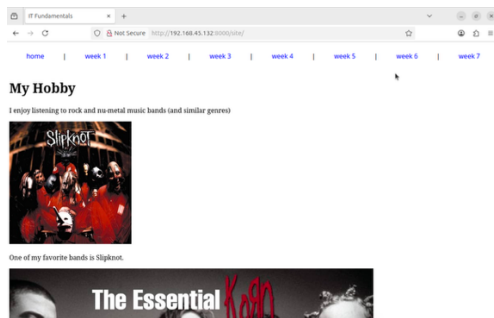 IT Fundamentals
Not Secure http://192.168.45.132:8000/site/
home | week 1 | week 2 | week 3 | week 4 | week 5 | week 6 | week 7
My Hobby
I enjoy listening to rock and nu-metal music bands (and similar genres)
SlipKnoT
One of my favorite bands is Slipknot.
The Essential KoRn